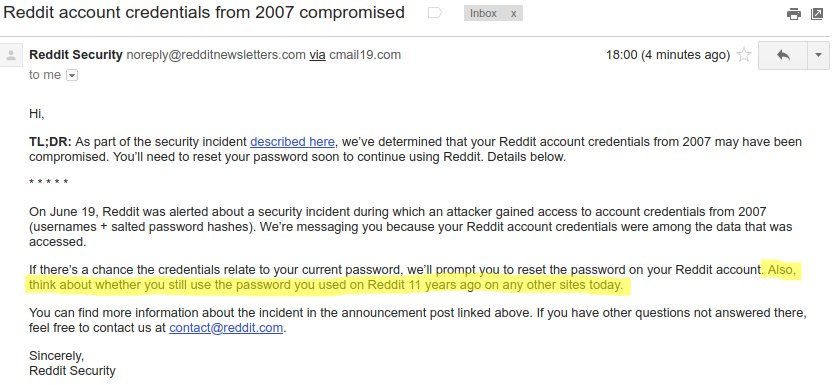 Reddit account credentials from 2007 compromised Inbox x
Reddit Security noreply@redditnewsletters.com via cmail19.com 18:00 (4 minutes ago)
to me
Hi,
TL;DR: As part of the security incident described here, we've determined that your Reddit account credentials from 2007 may have been
compromised. You'll need to reset your password soon to continue using Reddit. Details below.
* * * * *
On June 19, Reddit was alerted about a security incident during which an attacker gained access to account credentials from 2007
(usernames + salted password hashes). We're messaging you because your Reddit account credentials were among the data that was
accessed.
If there's a chance the credentials relate to your current password, we'll prompt you to reset the password on your Reddit account. Also,
think about whether you still use the password you used on Reddit 11 years ago on any other sites today.
You can find more information about the incident in the announcement post linked above. If you have other questions not answered there,
feel free to contact us at contact@reddit.com.
Sincerely,
Reddit Security